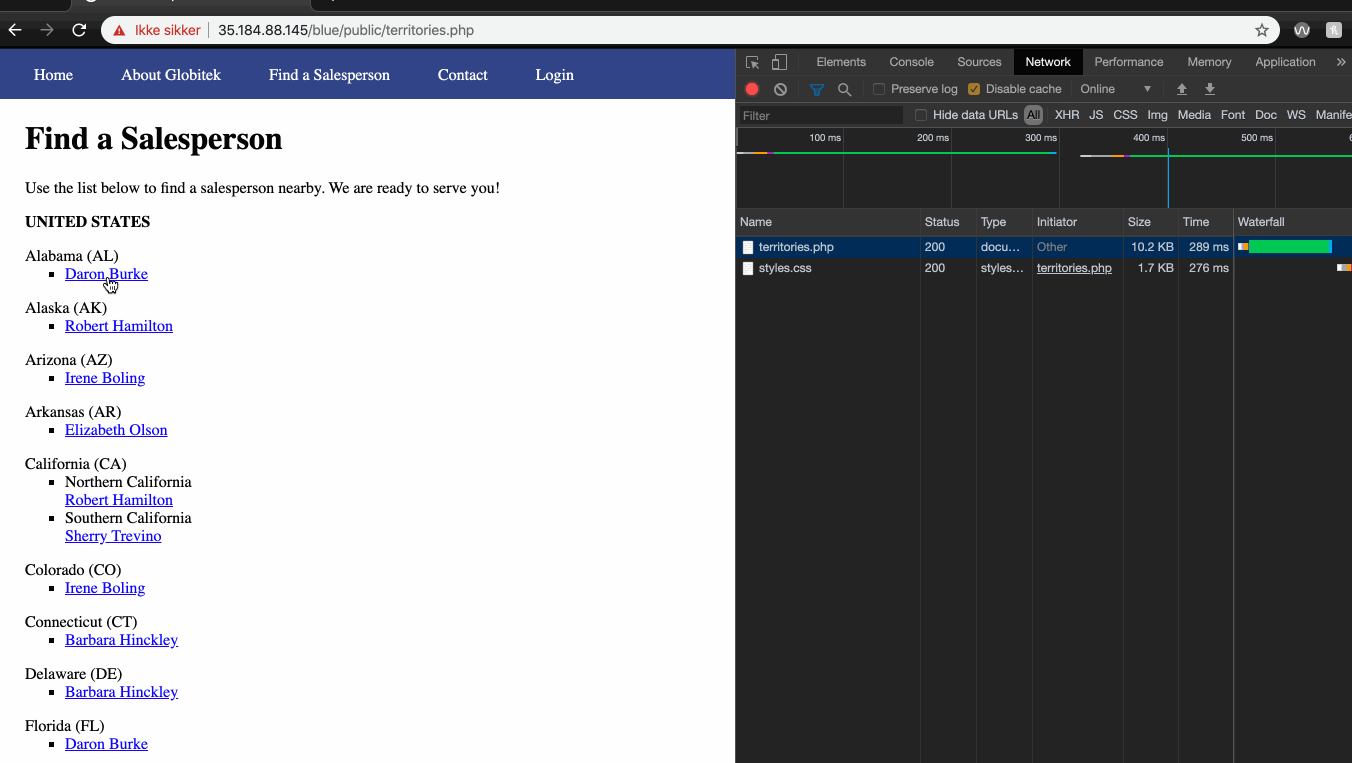 Ikke sikker 35.184.88.145/blue/public/territories.php
Home About Globitek Find a Salesperson Contact Login
Find a Salesperson
Use the list below to find a salesperson nearby. We are ready to serve you!
UNITED STATES
Alabama (AL)
Daron Burke
Alaska (AK)
Robert Hamilton
Arizona (AZ)
Irene Boling
Arkansas (AR)
Elizabeth Olson
California (CA)
Northern California
Robert Hamilton
Southern California
Sherry Trevino
Colorado (CO)
Irene Boling
Connecticut (CT)
Barbara Hinckley
Delaware (DE)
Barbara Hinckley
Florida (FL)
Daron Burke
Elements Console Sources Network Performance Memory Application »
Preserve log Disable cache Online
Filter Hide data URLs All XHR JS CSS Img Media Font Doc WS Manife
100 ms 200 ms 300 ms 400 ms 500 ms
Name Status Type Initiator Size Time Waterfall
territories.php 200 docu... Other 10.2 KB 289 ms
styles.css 200 styles... territories.php 1.7 KB 276 ms